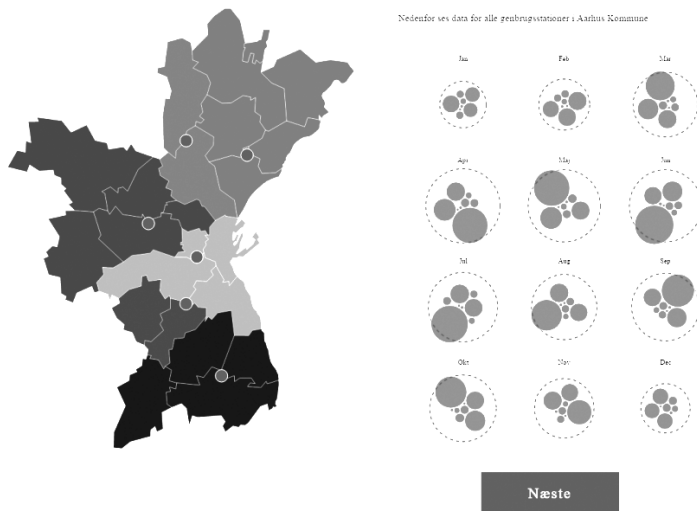 Nedenfor ses data for alle genbrugsstationer i Aarhus Kommune
Jan
Feb
Mar
Apr
May
Jun
Jul
Aug
Sep
Okt
Nov
Dec
Næste